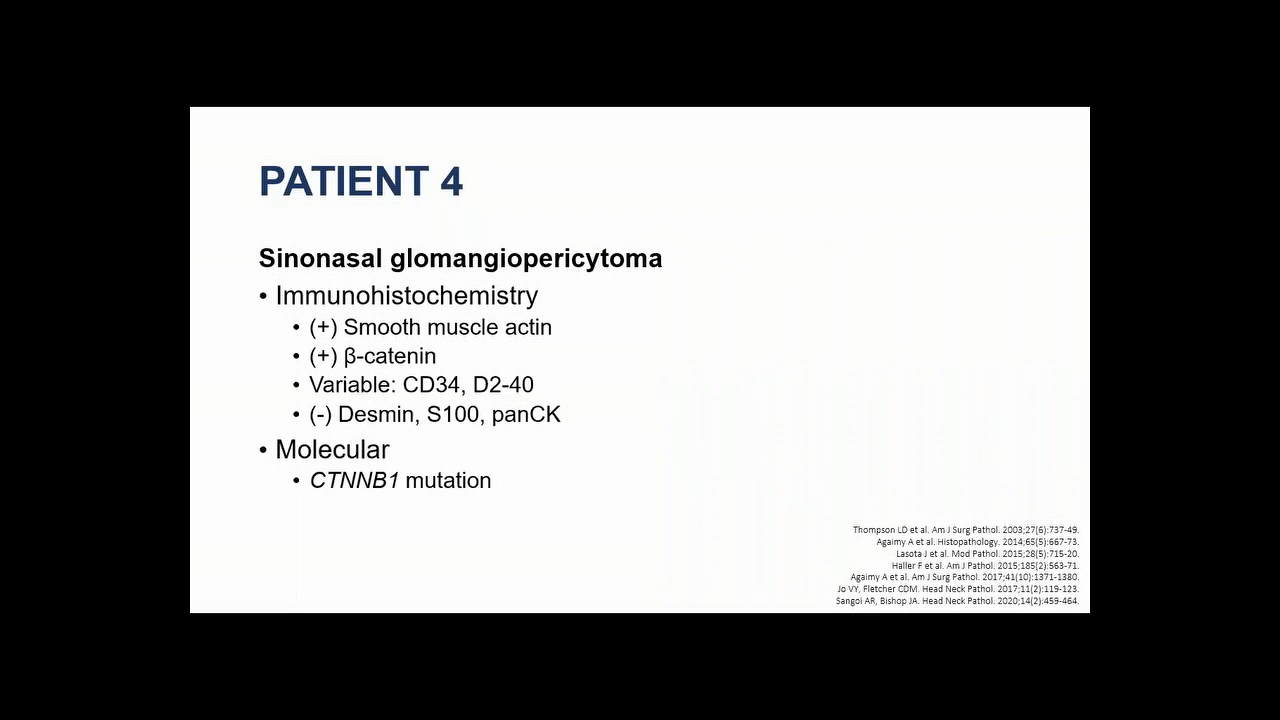 PATIENT 4
Sinonasal glomangiopericytoma
• Immunohistochemistry
• (+) Smooth muscle actin
• (+) β-catenin
• Variable: CD34, D2-40
• (-) Desmin, S100, panCK
• Molecular
• CTNNB1 mutation
Thompson LD et al. Am J Surg Pathol. 2003;27(6):737-49.
Agaimy A et al. Histopathology. 2014;65(5):667-73.
Lasota J et al. Mod Pathol. 2015;28(5):715-20.
Haller F et al. Am J Pathol. 2015;185(2):563-71.
Agaimy A et al. Am J Surg Pathol. 2017;41(10):1371-1380.
Jo VY, Fletcher CDM. Head Neck Pathol. 2017;11(2):119-123.
Sangoi AR, Bishop JA. Head Neck Pathol. 2020;14(2):459-464.